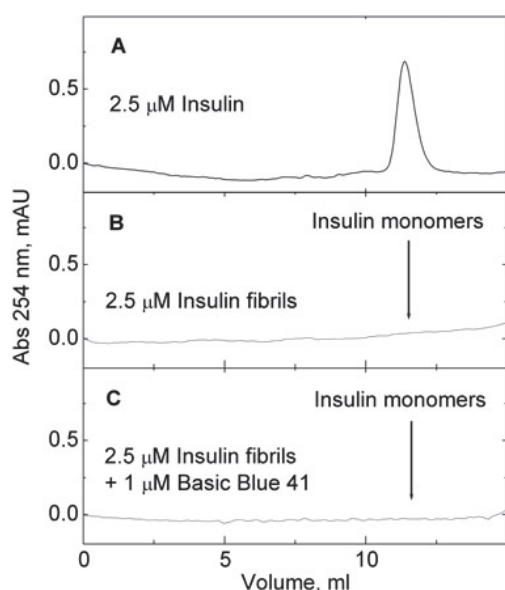 A
2.5 μM Insulin
0.5
0.0
B
Insulin monomers
2.5 μM Insulin fibrils
0.5
0.0
C
Insulin monomers
2.5 μM Insulin fibrils
+ 1 μM Basic Blue 41
0.5
0.0
0
5
10
Volume, ml
Abs 254 nm, mAU